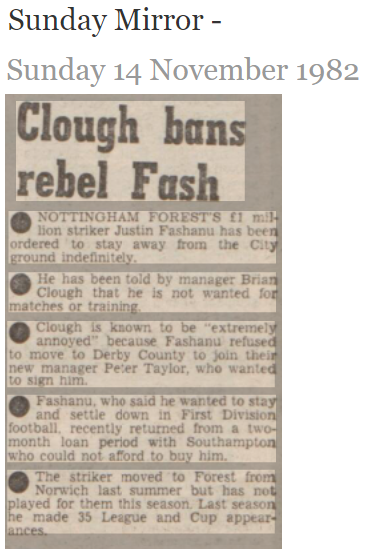 Sunday Mirror -
Sunday 14 November 1982
Clough bans
rebel Fash
NOTTINGHAM FOREST'S £1 mil-
lion striker Justin Fashanu has been
ordered to stay away from the City
ground indefinitely.
He has been told by manager Brian
Clough that he is not wanted for
matches or training.
Clough is known to be "extremely
annoyed" because Fashanu refused
to move to Derby County to join their
new manager Peter Taylor, who wanted
to sign him.
Fashanu, who said he wanted to stay
and settle down in First Division
football, recently returned from a two-
month loan period with Southampton
who could not afford to buy him.
The striker moved to Forest from
Norwich last summer but has not
played for them this season. Last season
he made 35 League and Cup appear-
ances.